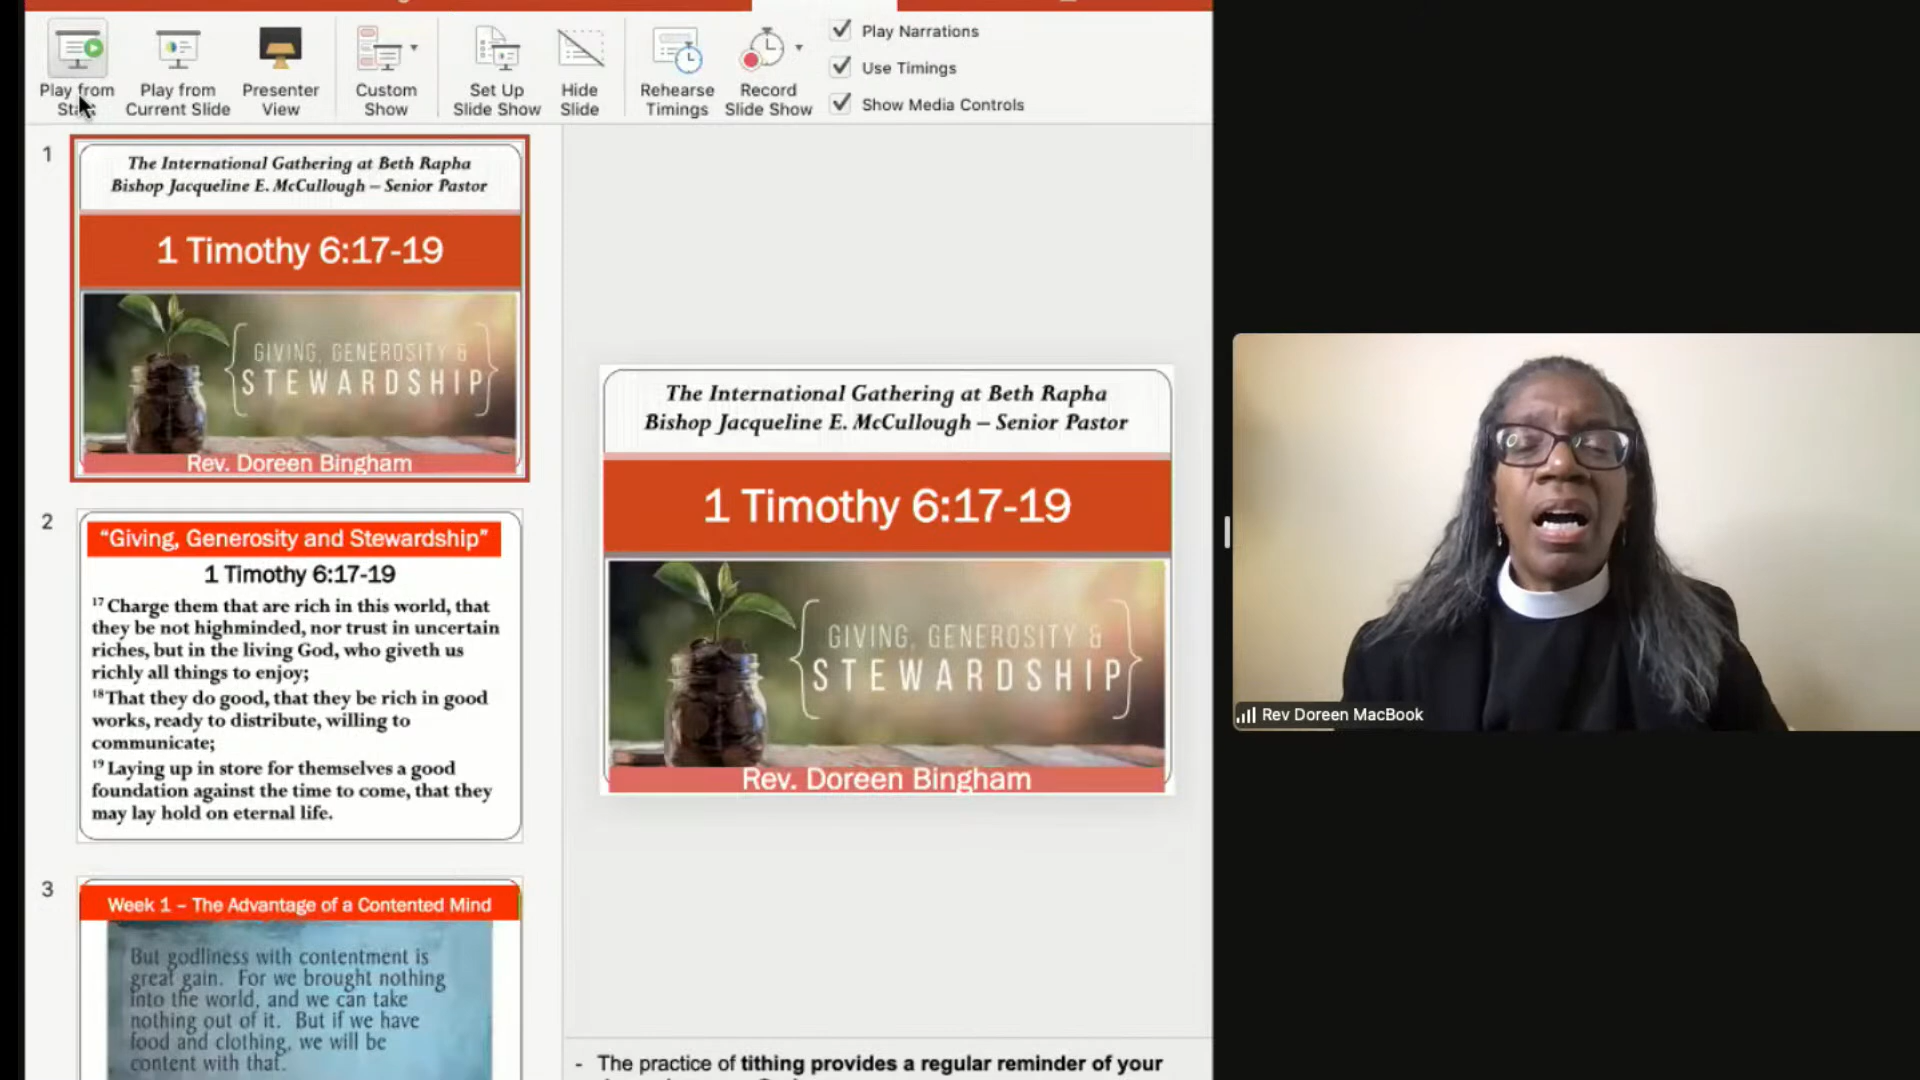 Play from
Start
Play from
Current Slide
Presenter
View
Custom
Show
Set Up
Slide Show
Hide
Slide
Rehearse
Timings
Record
Slide Show
Play Narrations
Use Timings
Show Media Controls
1
The International Gathering at Beth Rapha
Bishop Jacqueline E. McCullough – Senior Pastor
1 Timothy 6:17-19
GIVING, GENEROSITY &
STEWARDSHIP
Rev. Doreen Bingham
2
“Giving, Generosity and Stewardship”
1 Timothy 6:17-19
17 Charge them that are rich in this world, that
they be not highminded, nor trust in uncertain
riches, but in the living God, who giveth us
richly all things to enjoy;
18 That they do good, that they be rich in good
works, ready to distribute, willing to
communicate;
19 Laying up in store for themselves a good
foundation against the time to come, that they
may lay hold on eternal life.
3
Week 1 – The Advantage of a Contented Mind
But godliness with contentment is
great gain. For we brought nothing
into the world, and we can take
nothing out of it. But if we have
food and clothing, we will be
content with that.
The International Gathering at Beth Rapha
Bishop Jacqueline E. McCullough – Senior Pastor
1 Timothy 6:17-19
GIVING, GENEROSITY &
STEWARDSHIP
Rev. Doreen Bingham
- The practice of tithing provides a regular reminder of your
Rev Doreen MacBook